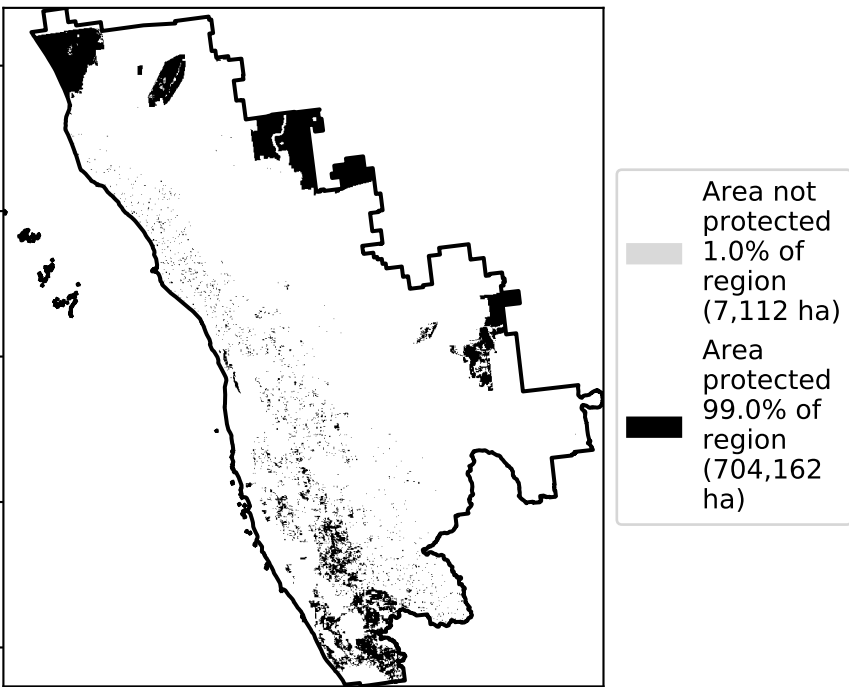 Area not
protected
1.0% of
region
(7,112 ha)
Area
protected
99.0% of
region
(704,162
ha)